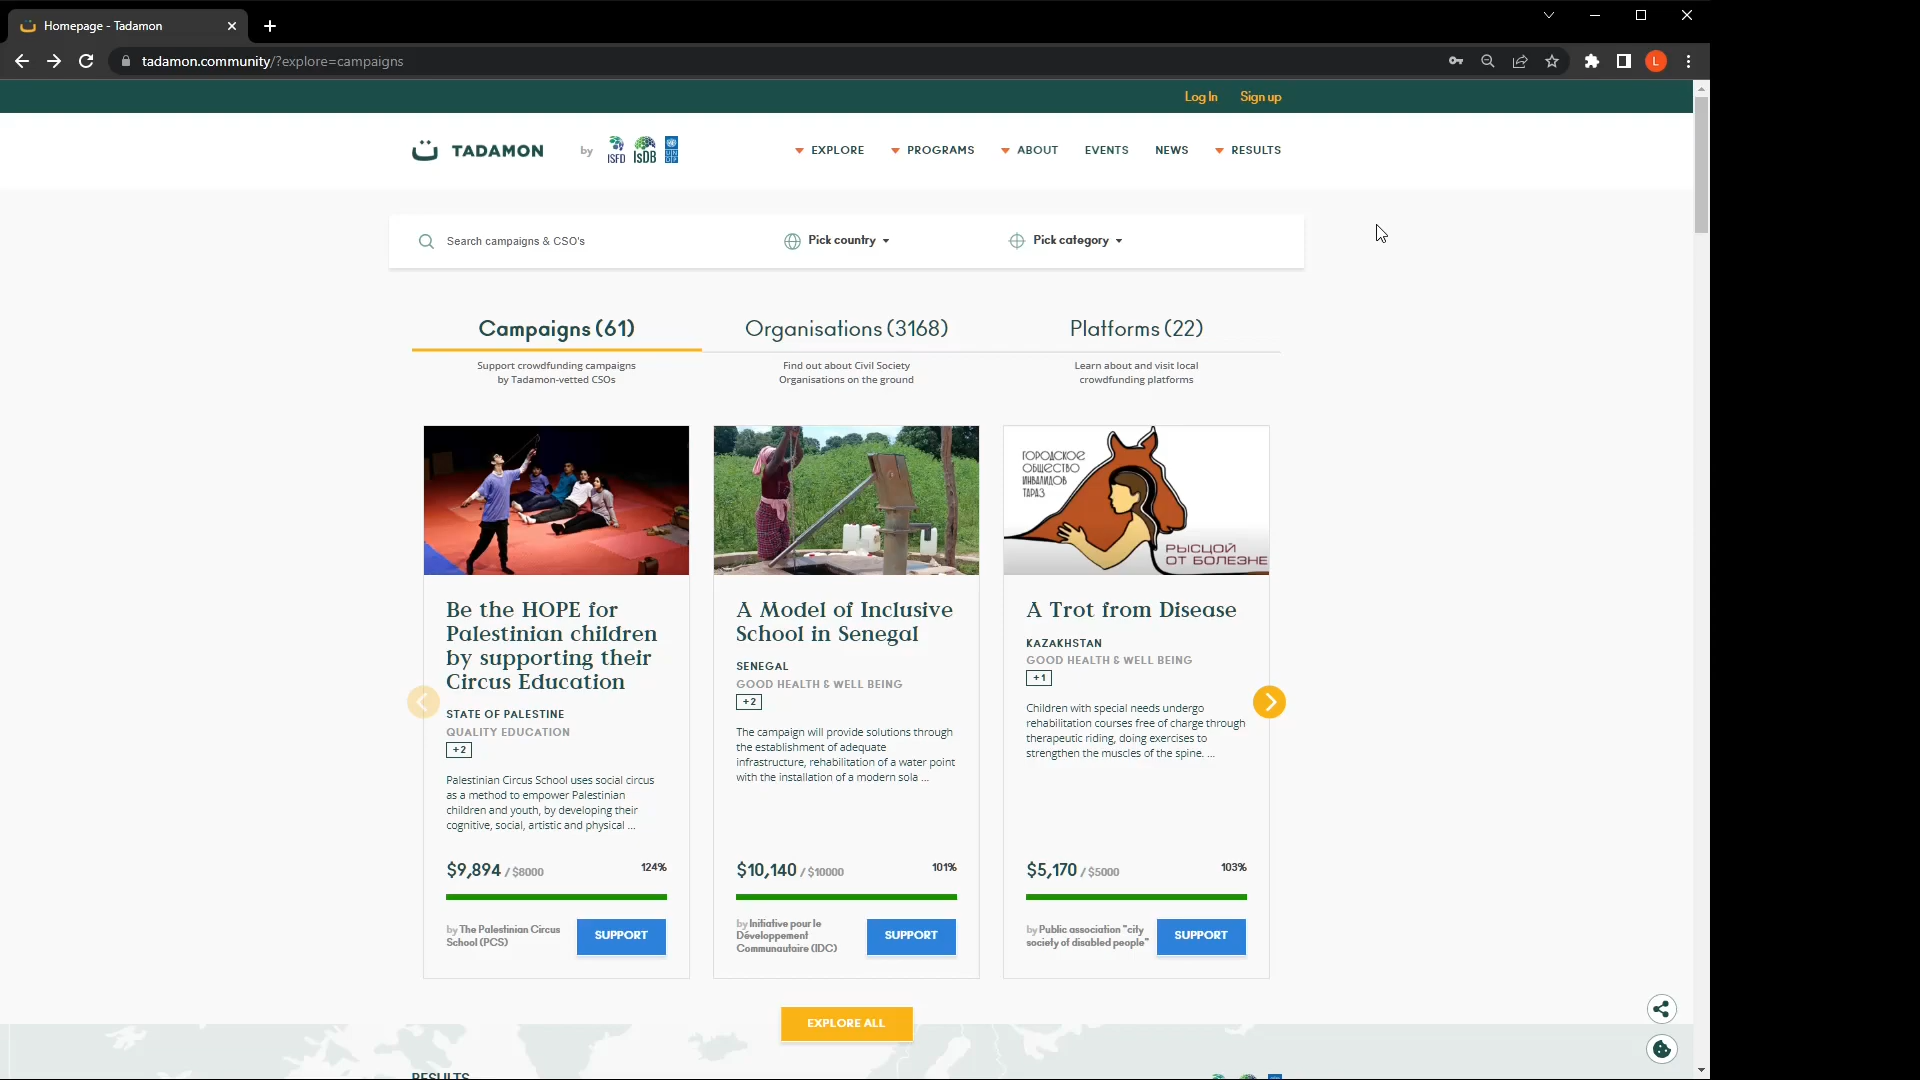 Homepage - Tadamon
tadamon.community/?explore=campaigns
L
Log In
Sign up
TADAMON
by
ISFD
IsDB
EXPLORE
PROGRAMS
ABOUT
EVENTS
NEWS
RESULTS
Search campaigns & CSO's
Pick country
Pick category
Campaigns (61)
Support crowdfunding campaigns
by Tadamon-vetted CSOs
Organisations (3168)
Find out about Civil Society
Organisations on the ground
Platforms (22)
Learn about and visit local
crowdfunding platforms
Be the HOPE for
Palestinian children
by supporting their
Circus Education
STATE OF PALESTINE
QUALITY EDUCATION
+2
Palestinian Circus School uses social circus
as a method to empower Palestinian
children and youth, by developing their
cognitive, social, artistic and physical ...
$9,894 / $8000
124%
by The Palestinian Circus
School (PCS)
SUPPORT
A Model of Inclusive
School in Senegal
SENEGAL
GOOD HEALTH & WELL BEING
+2
The campaign will provide solutions through
the establishment of adequate
infrastructure, rehabilitation of a water point
with the installation of a modern sola ...
$10,140 / $10000
101%
by Initiative pour le
Développement
Communautaire (IDC)
SUPPORT
ГОРОДСКОЕ
ОБЩЕСТВО
ИНВАЛИДОВ
ТАРАЗ
РЫСЦОЙ
ОТ БОЛЕЗНЕ
A Trot from Disease
KAZAKHSTAN
GOOD HEALTH & WELL BEING
+1
Children with special needs undergo
rehabilitation courses free of charge through
therapeutic riding, doing exercises to
strengthen the muscles of the spine. ...
$5,170 / $5000
103%
by Public association "city
society of disabled people"
SUPPORT
EXPLORE ALL
RESULTS